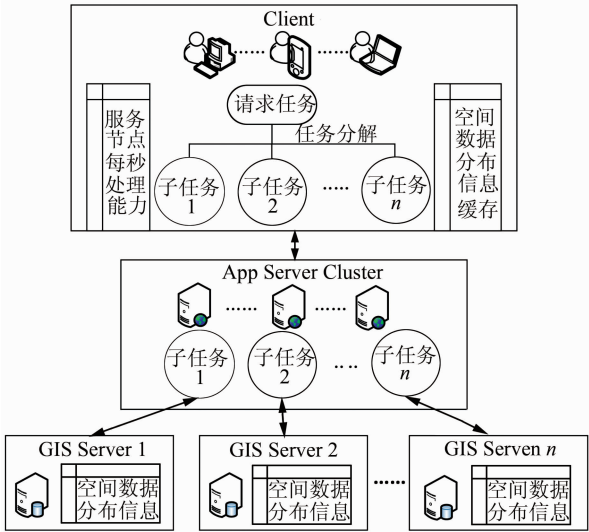 Client
请求任务
任务分解
服务
节点
每秒
处理
能力
子任务
1
子任务
2
......
子任务
n
空间
数据
分布
信息
缓存
App Server Cluster
子任务
1
子任务
2
子任务
n
GIS Server 1
空间数据
分布信息
GIS Server 2
空间数据
分布信息
GIS Serven n
空间数据
分布信息